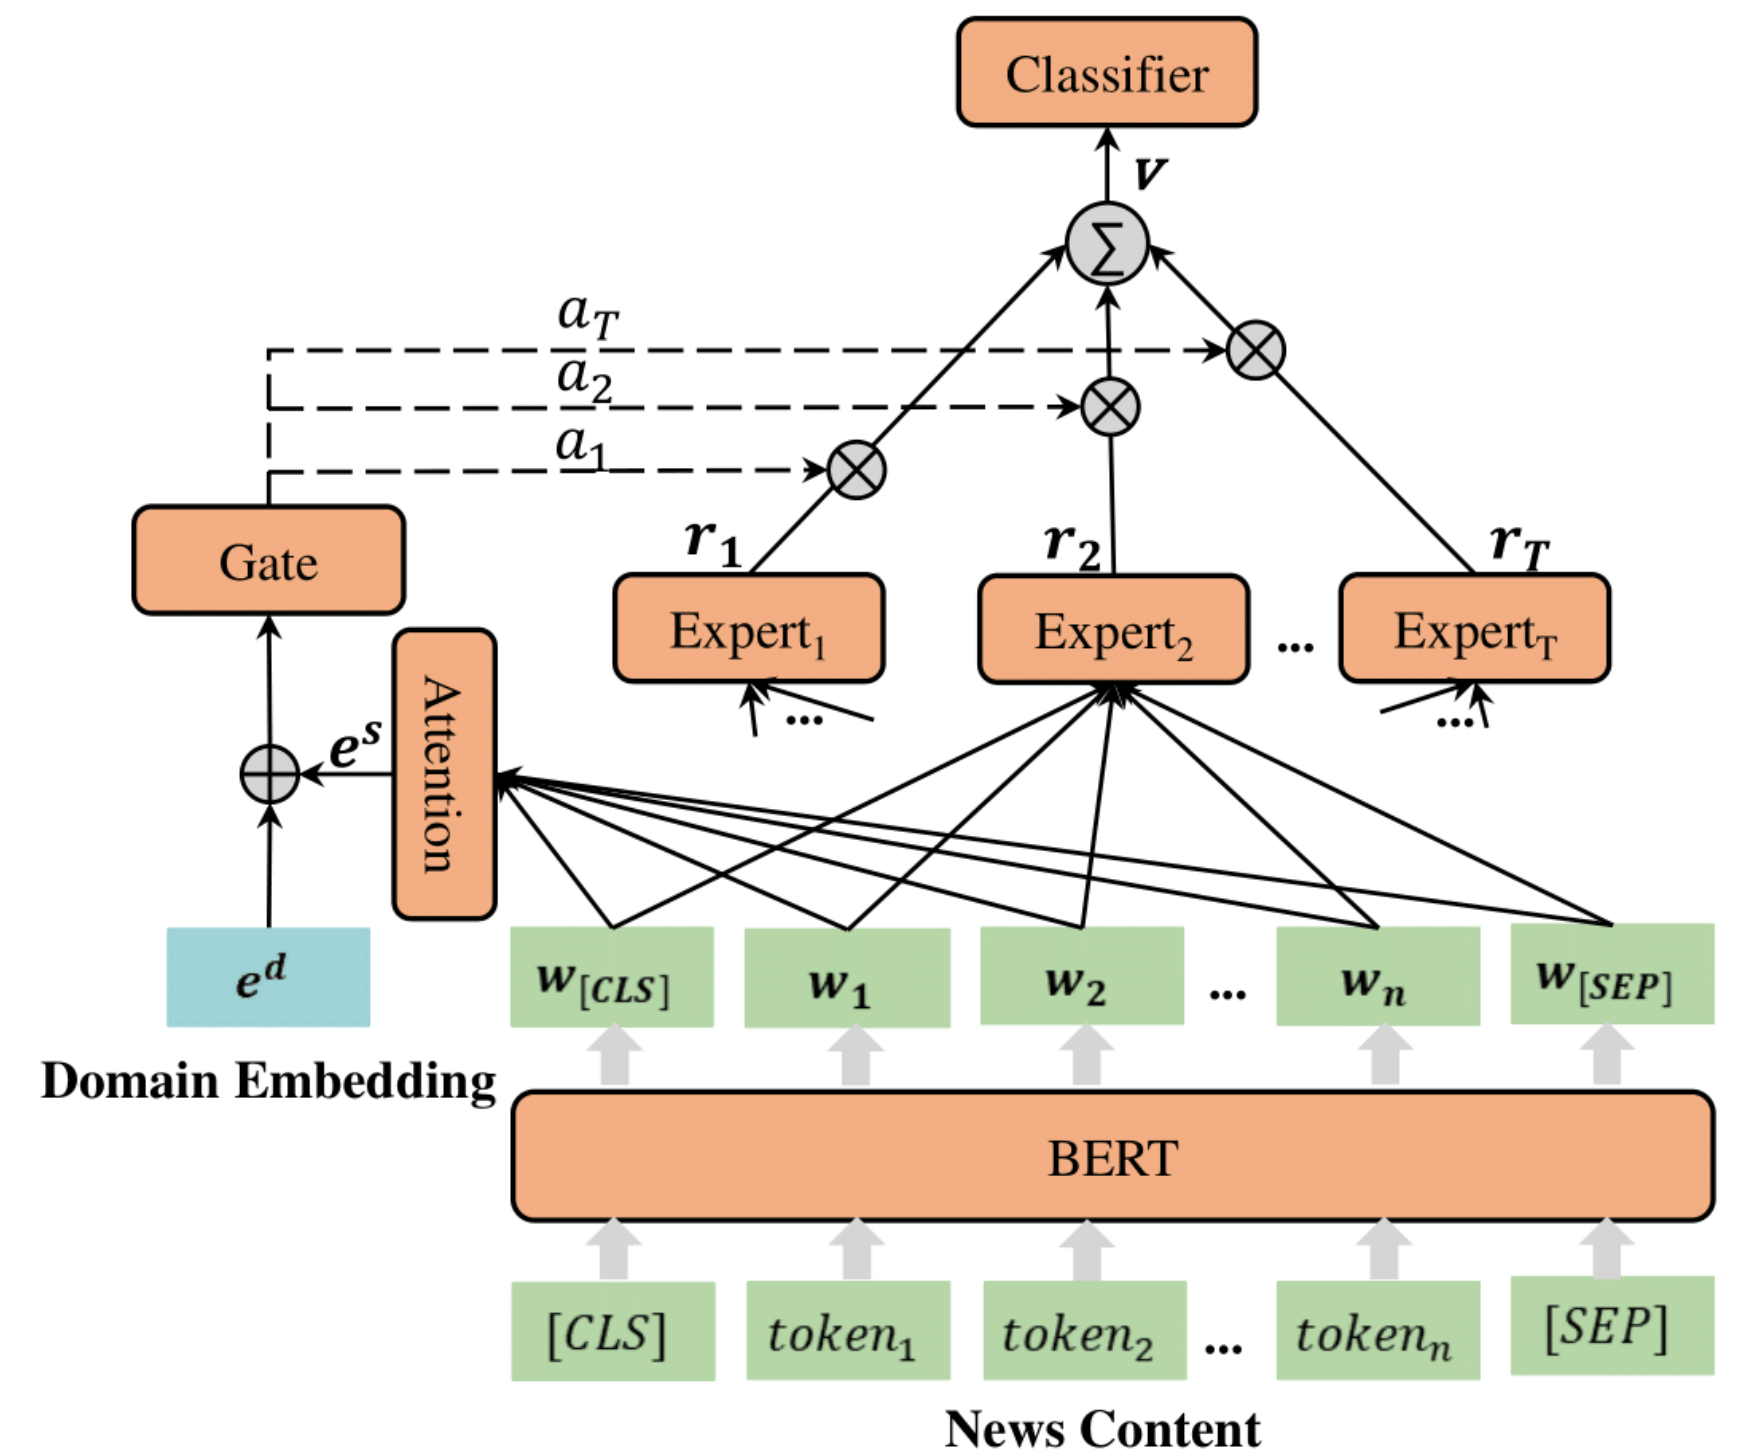 Classifier
v
∑
a_T
a_2
a_1
Gate
r_1
r_2
r_T
Expert_1
Expert_2
...
Expert_T
...
...
Attention
e^s
e^d
w_[CLS]
w_1
w_2
...
w_n
w_[SEP]
Domain Embedding
BERT
[CLS]
token_1
token_2
...
token_n
[SEP]
News Content